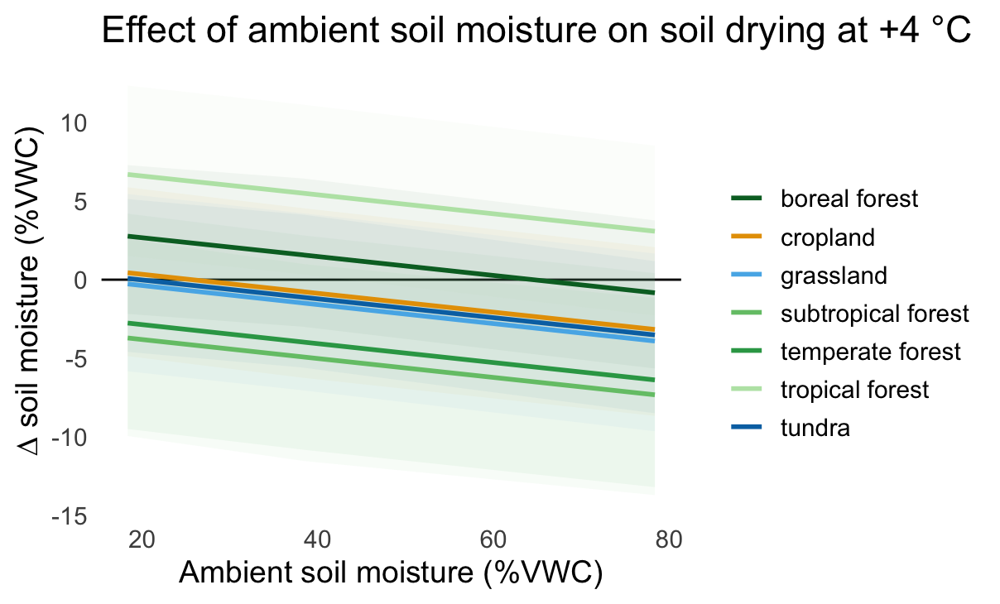 Effect of ambient soil moisture on soil drying at +4 °C
Δ soil moisture (%VWC)
10
5
0
-5
-10
-15
20 40 60 80
Ambient soil moisture (%VWC)
boreal forest
cropland
grassland
subtropical forest
temperate forest
tropical forest
tundra